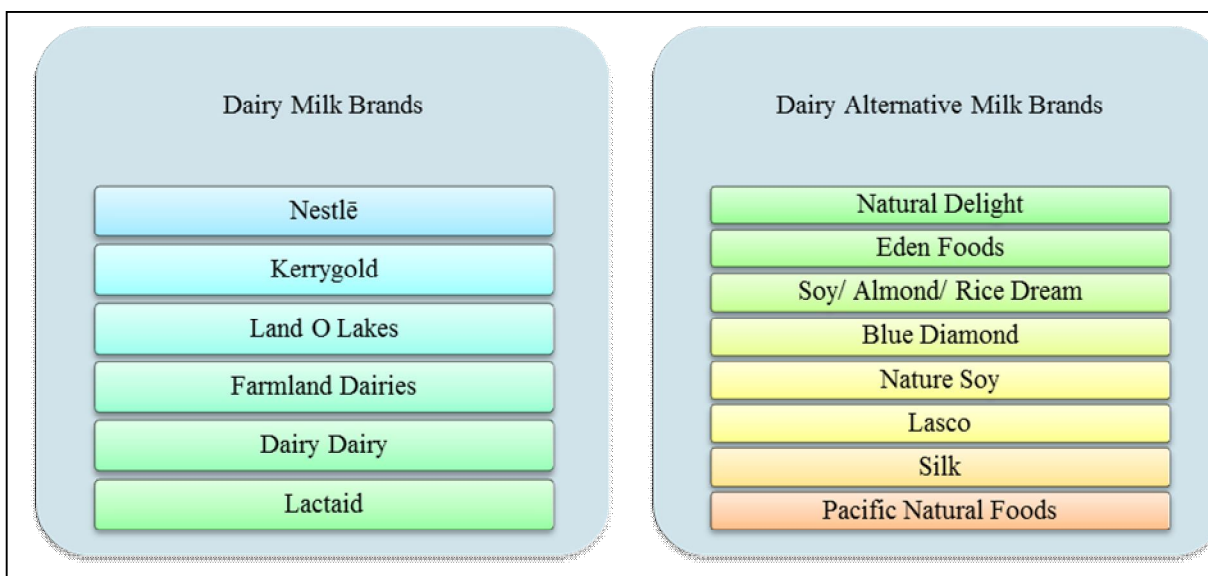 Dairy Milk Brands
Nestlē
Kerrygold
Land O Lakes
Farmland Dairies
Dairy Dairy
Lactaid
Dairy Alternative Milk Brands
Natural Delight
Eden Foods
Soy/ Almond/ Rice Dream
Blue Diamond
Nature Soy
Lasco
Silk
Pacific Natural Foods